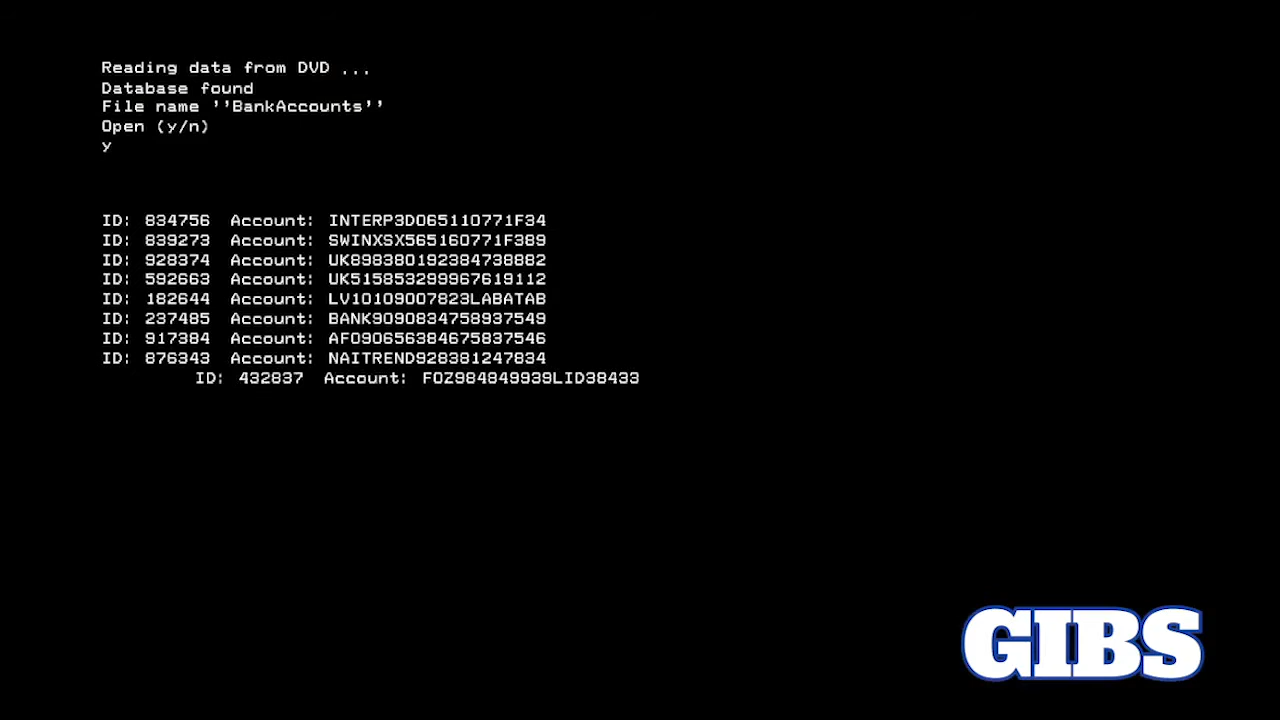 Reading data from DVD ...
Database found
File name ''BankAccounts''
Open (y/n)
y
ID: 834756 Account: INTERP3D065110771F34
ID: 839273 Account: SWINXSX565160771F389
ID: 928374 Account: UK898380192384738882
ID: 592663 Account: UK515853299967619112
ID: 182644 Account: LV10109007823LABATAB
ID: 237485 Account: BANK9090834758937549
ID: 917384 Account: AF090656384675837546
ID: 876343 Account: NAITREND928381247834
ID: 432837 Account: FOZ984849939LID38433
GIBS